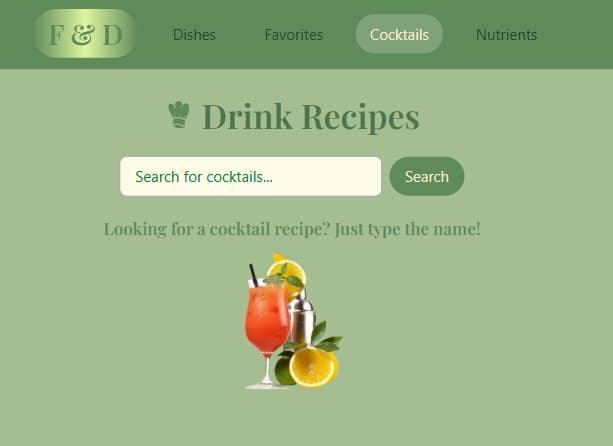 F & D
Dishes
Favorites
Cocktails
Nutrients
Drink Recipes
Search for cocktails...
Search
Looking for a cocktail recipe? Just type the name!